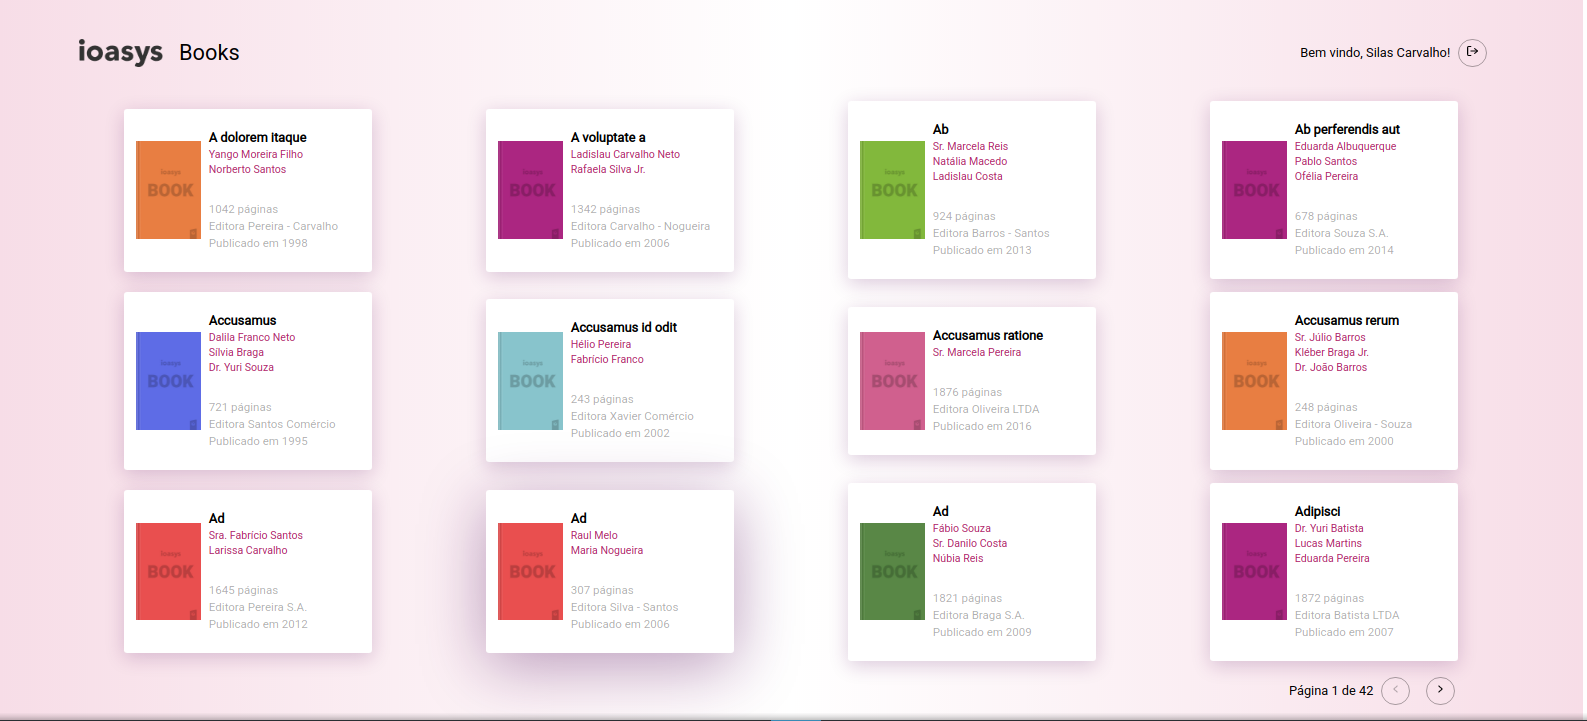 ioasys Books
Bem vindo, Silas Carvalho!
A dolorem itaque
Yango Moreira Filho
Norberto Santos
ioasys
BOOK
1042 páginas
Editora Pereira - Carvalho
Publicado em 1998
A voluptate a
Ladislau Carvalho Neto
Rafaela Silva Jr.
ioasys
BOOK
1342 páginas
Editora Carvalho - Nogueira
Publicado em 2006
Ab
Sr. Marcela Reis
Natália Macedo
Ladislau Costa
ioasys
BOOK
924 páginas
Editora Barros - Santos
Publicado em 2013
Ab perferendis aut
Eduarda Albuquerque
Pablo Santos
Ofélia Pereira
ioasys
BOOK
678 páginas
Editora Souza S.A.
Publicado em 2014
Accusamus
Dalila Franco Neto
Sílvia Braga
Dr. Yuri Souza
ioasys
BOOK
721 páginas
Editora Santos Comércio
Publicado em 1995
Accusamus id odit
Hélio Pereira
Fabrício Franco
ioasys
BOOK
243 páginas
Editora Xavier Comércio
Publicado em 2002
Accusamus ratione
Sr. Marcela Pereira
ioasys
BOOK
1876 páginas
Editora Oliveira LTDA
Publicado em 2016
Accusamus rerum
Sr. Júlio Barros
Kléber Braga Jr.
Dr. João Barros
ioasys
BOOK
248 páginas
Editora Oliveira - Souza
Publicado em 2000
Ad
Sra. Fabrício Santos
Larissa Carvalho
ioasys
BOOK
1645 páginas
Editora Pereira S.A.
Publicado em 2012
Ad
Raul Melo
Maria Nogueira
ioasys
BOOK
307 páginas
Editora Silva - Santos
Publicado em 2006
Ad
Fábio Souza
Sr. Danilo Costa
Núbia Reis
ioasys
BOOK
1821 páginas
Editora Braga S.A.
Publicado em 2009
Adipisci
Dr. Yuri Batista
Lucas Martins
Eduarda Pereira
ioasys
BOOK
1872 páginas
Editora Batista LTDA
Publicado em 2007
Página 1 de 42